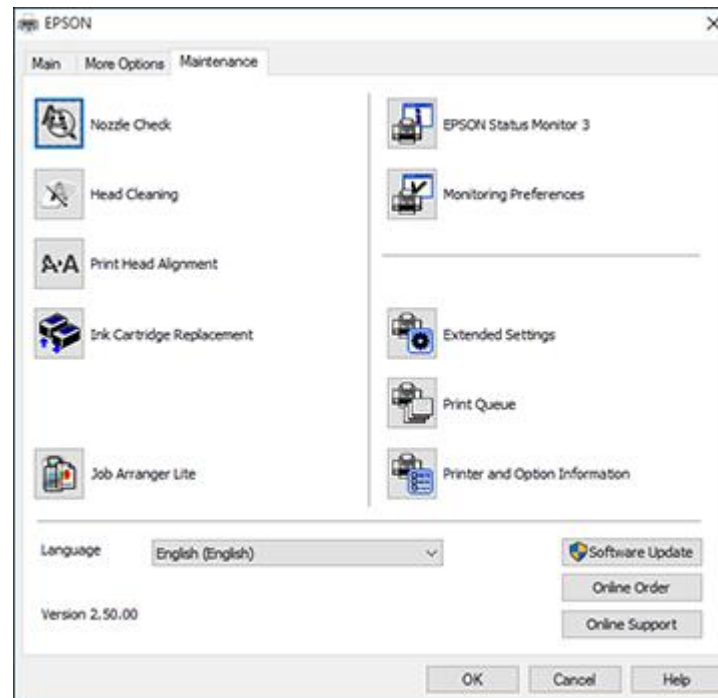 EPSON
Main More Options Maintenance
Nozzle Check
EPSON Status Monitor 3
Head Cleaning
Monitoring Preferences
A·A Print Head Alignment
Ink Cartridge Replacement
Extended Settings
Print Queue
Job Arranger Lite
Printer and Option Information
Language English (English)
Software Update
Online Order
Version 2.50.00
Online Support
OK Cancel Help